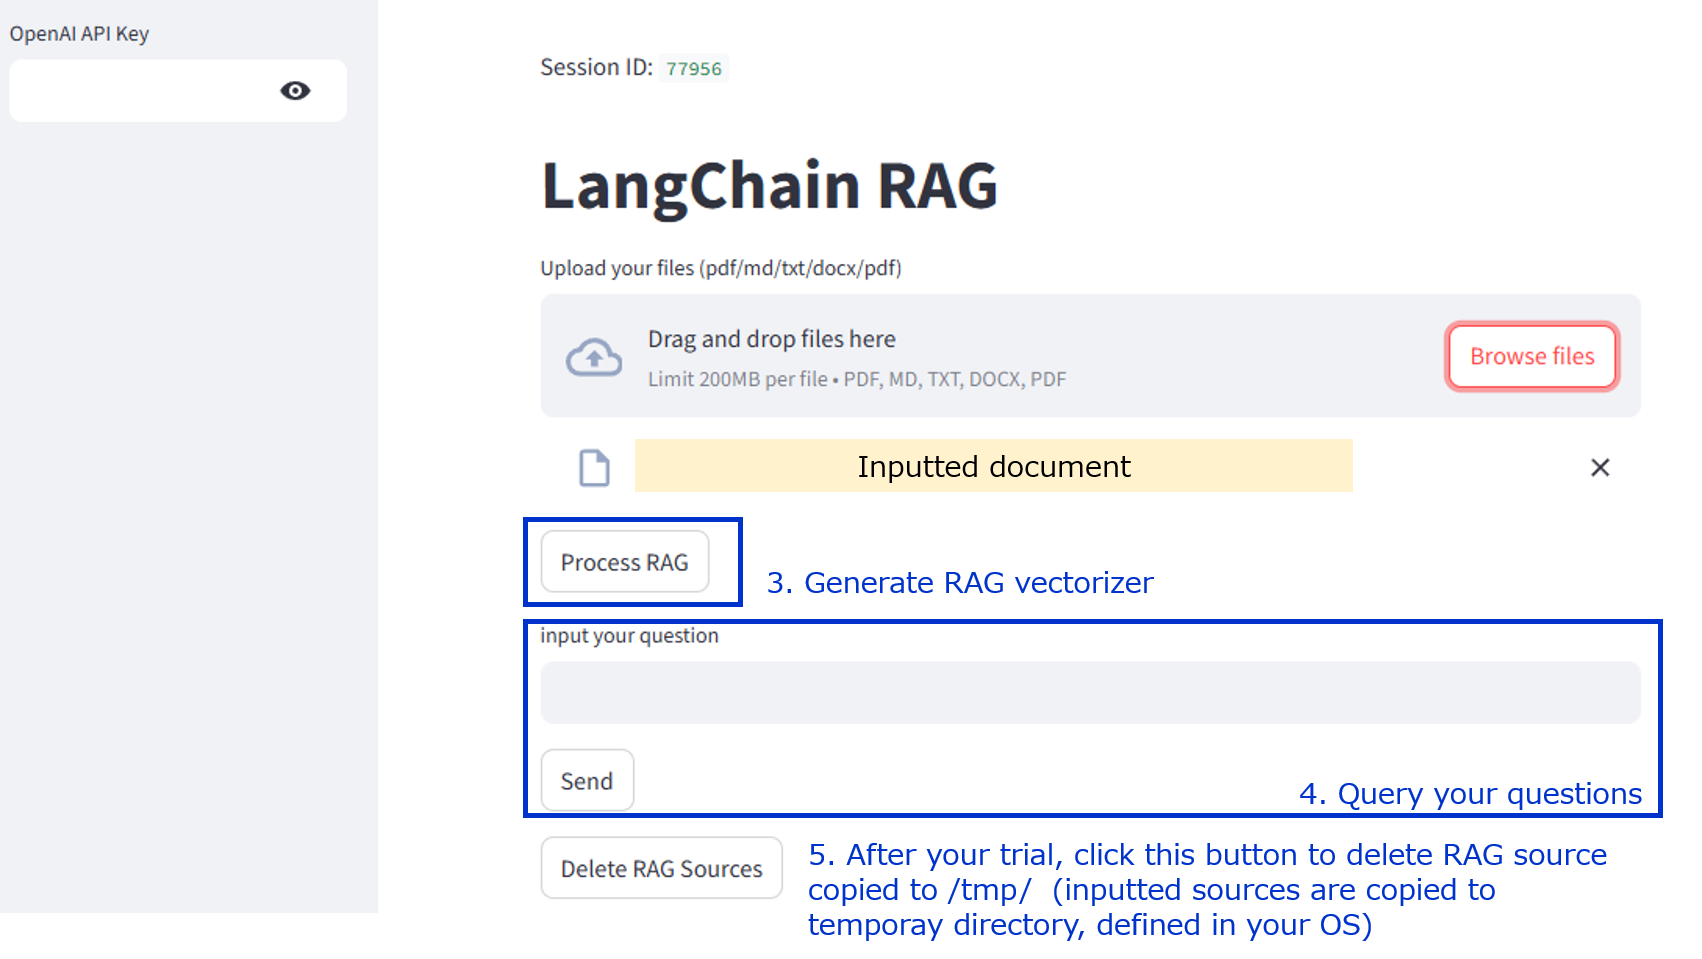 OpenAI API Key
Session ID: 77956
LangChain RAG
Upload your files (pdf/md/txt/docx/pdf)
Drag and drop files here
Limit 200MB per file • PDF, MD, TXT, DOCX, PDF
Browse files
Inputted document
Process RAG
3. Generate RAG vectorizer
input your question
Send
4. Query your questions
Delete RAG Sources
5. After your trial, click this button to delete RAG source
copied to /tmp/ (inputted sources are copied to
temporay directory, defined in your OS)